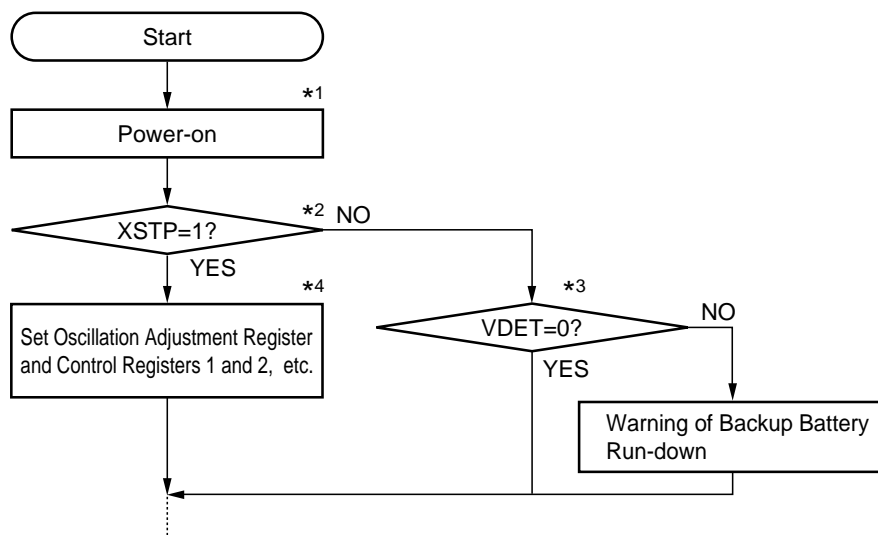 Start
*1
Power-on
*2
XSTP=1?
NO
YES
*4
Set Oscillation Adjustment Register
and Control Registers 1 and 2, etc.
*3
VDET=0?
NO
YES
Warning of Backup Battery
Run-down